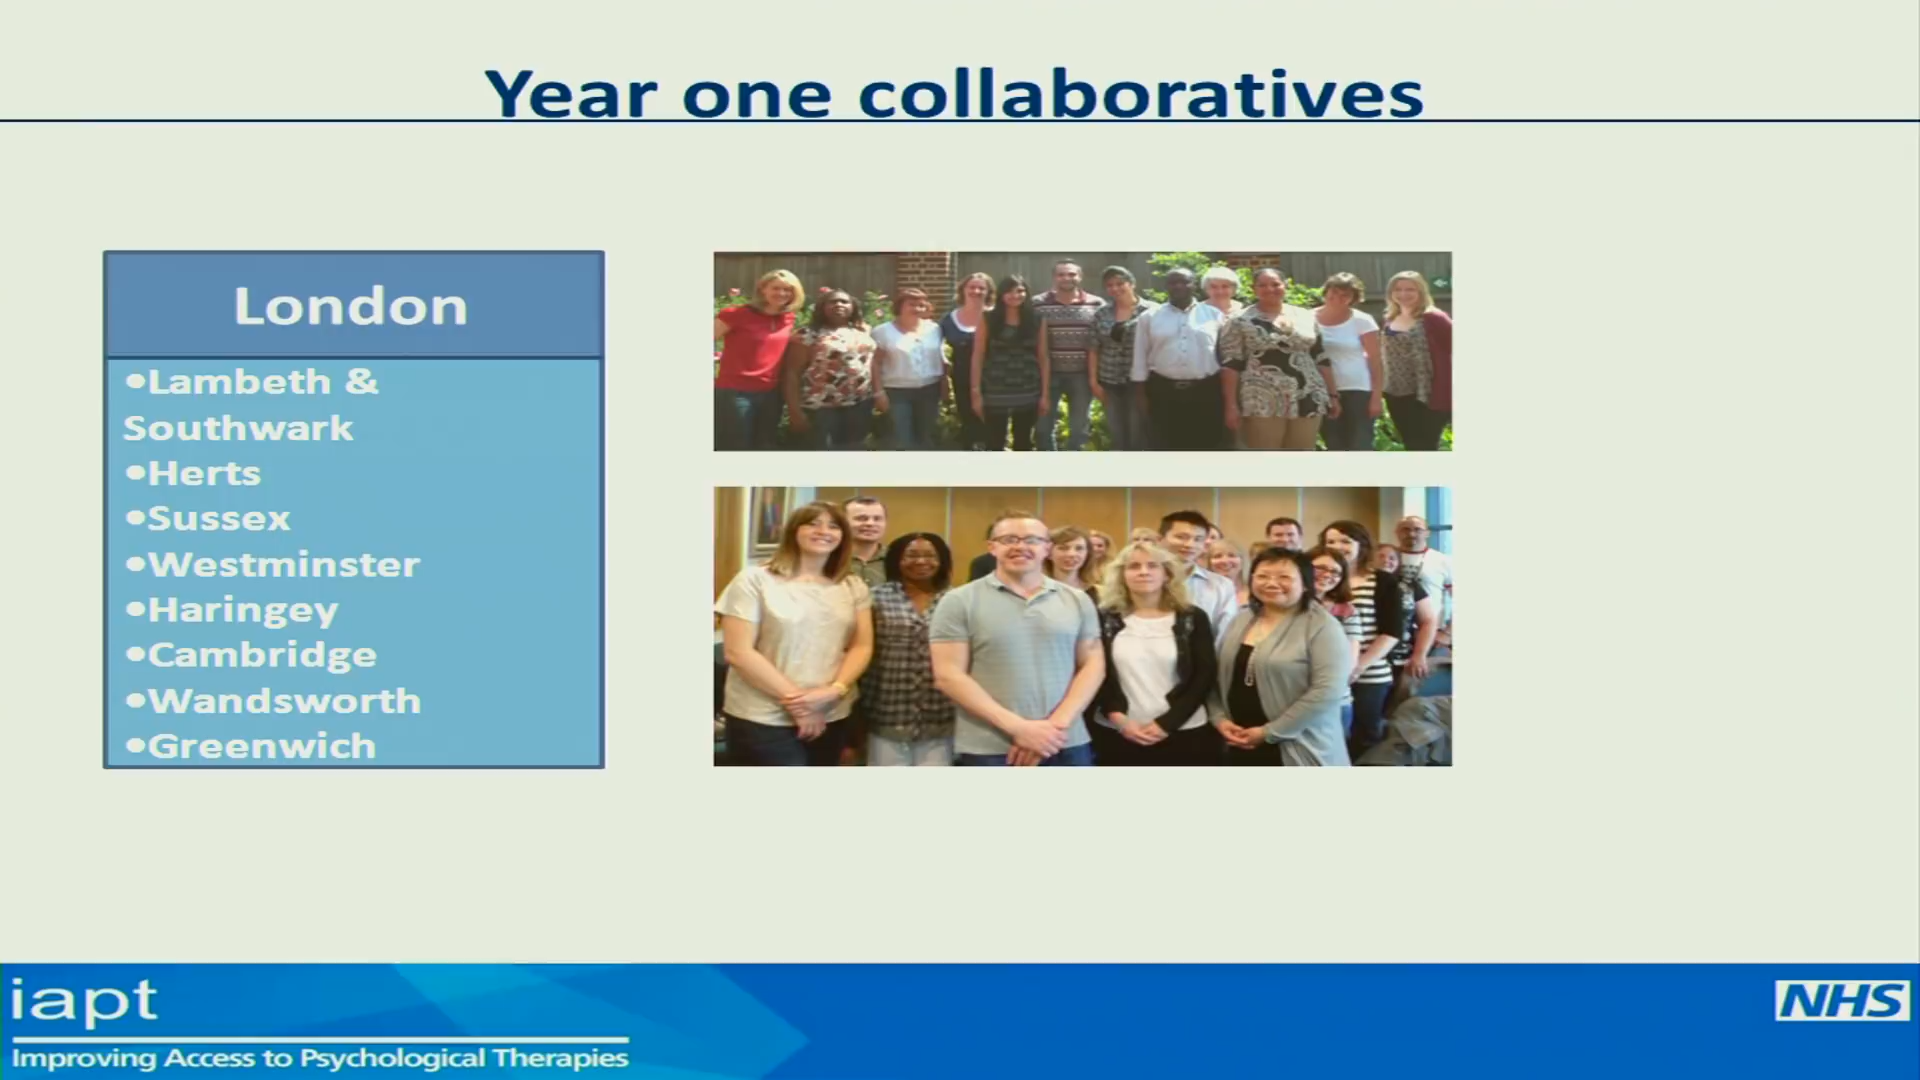 Year one collaboratives
London
•Lambeth &
Southwark
•Herts
•Sussex
•Westminster
•Haringey
•Cambridge
•Wandsworth
•Greenwich
iapt
Improving Access to Psychological Therapies
NHS